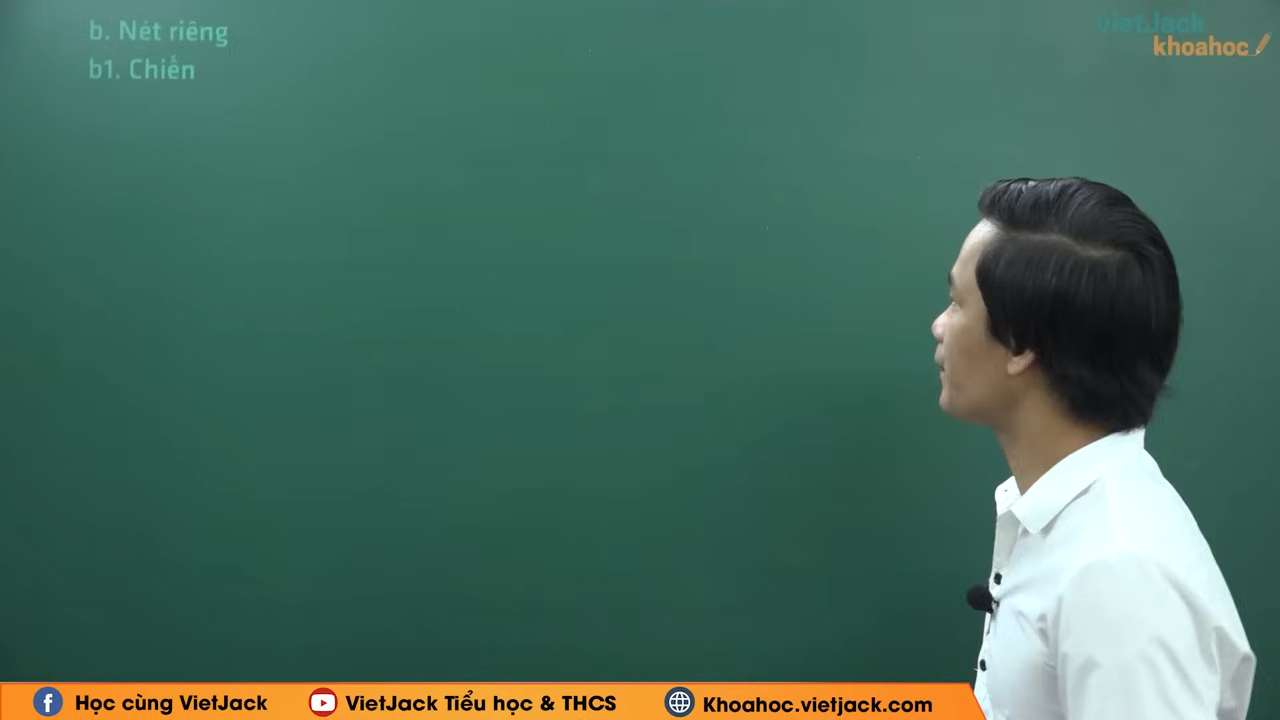 b. Nét riêng
b1. Chiến
vietJack
khoahoc
Học cùng VietJack
VietJack Tiểu học & THCS
Khoahoc.vietjack.com